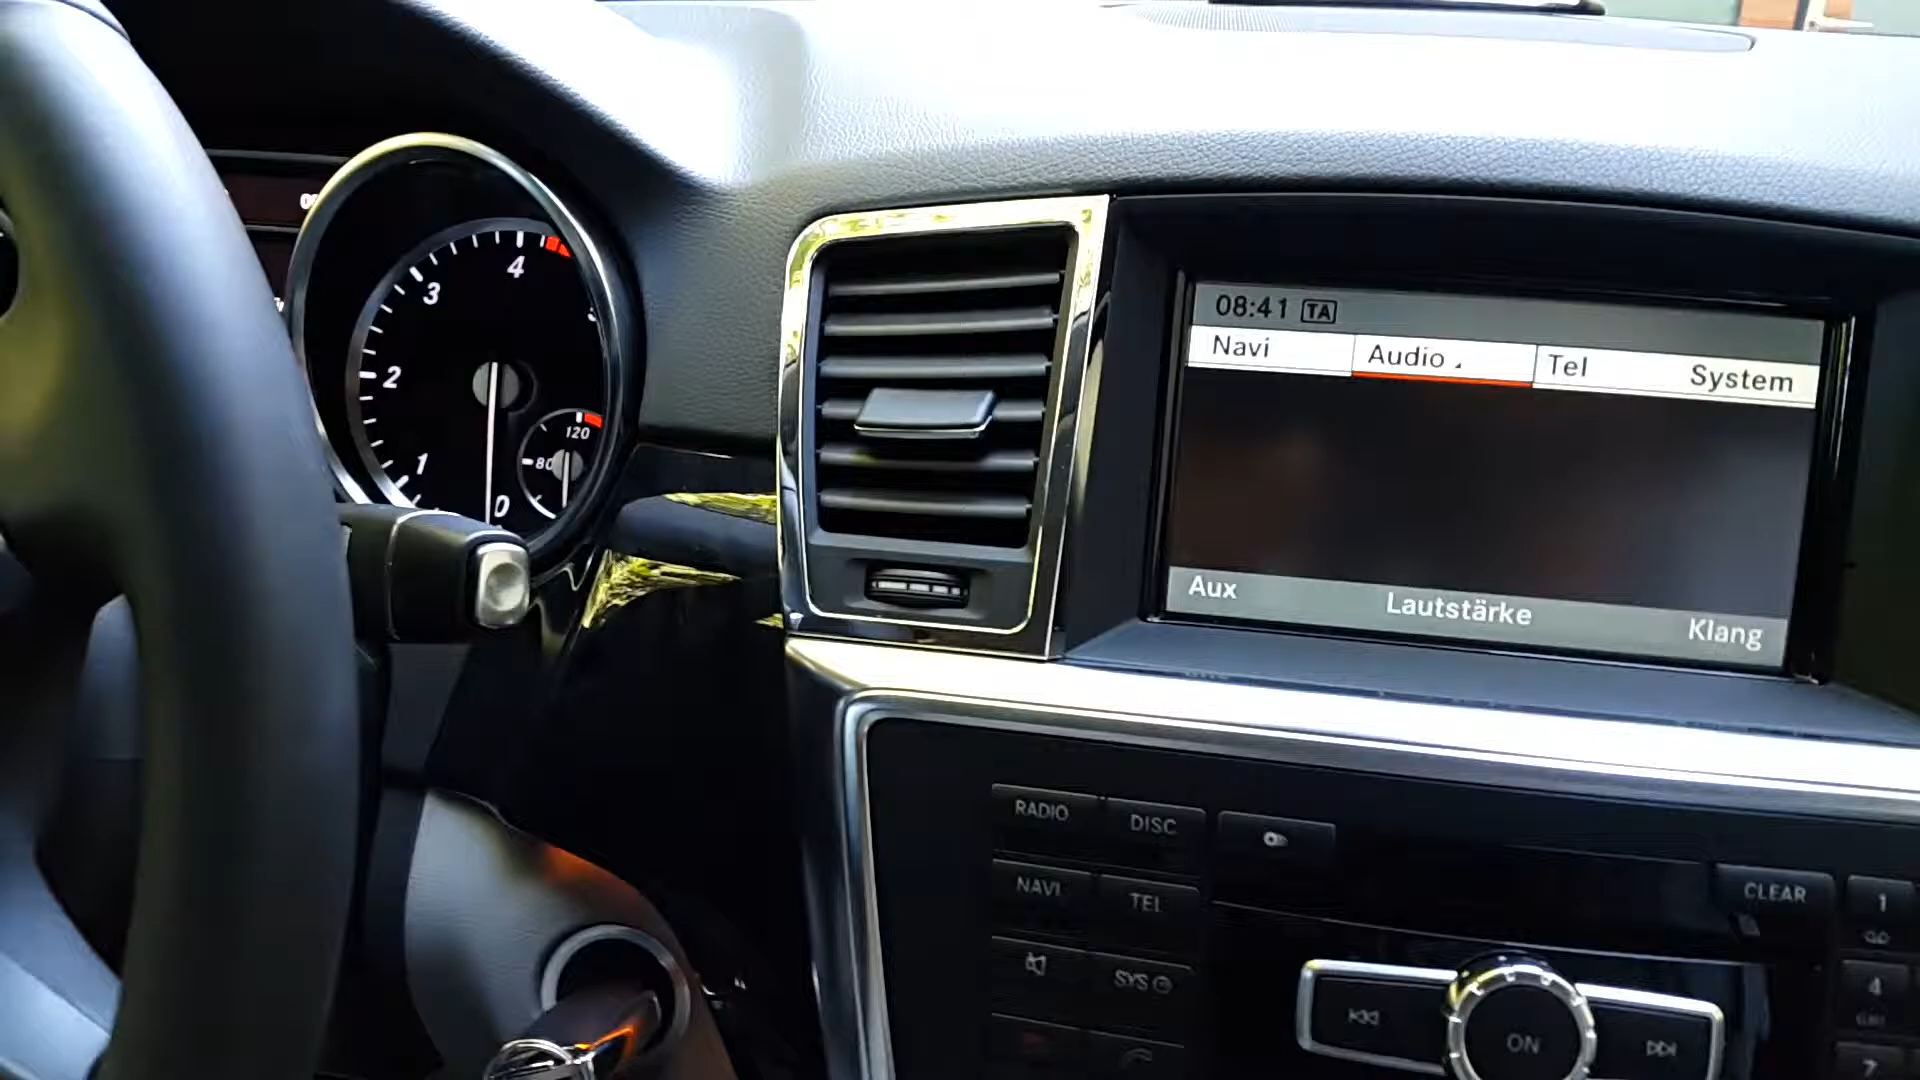 4
3
2
1
0
120
80
08:41 TA
Navi Audio Tel System
Aux Lautstärke Klang
RADIO DISC
NAVI TEL
CLEAR 1
SYS
4
ON
7